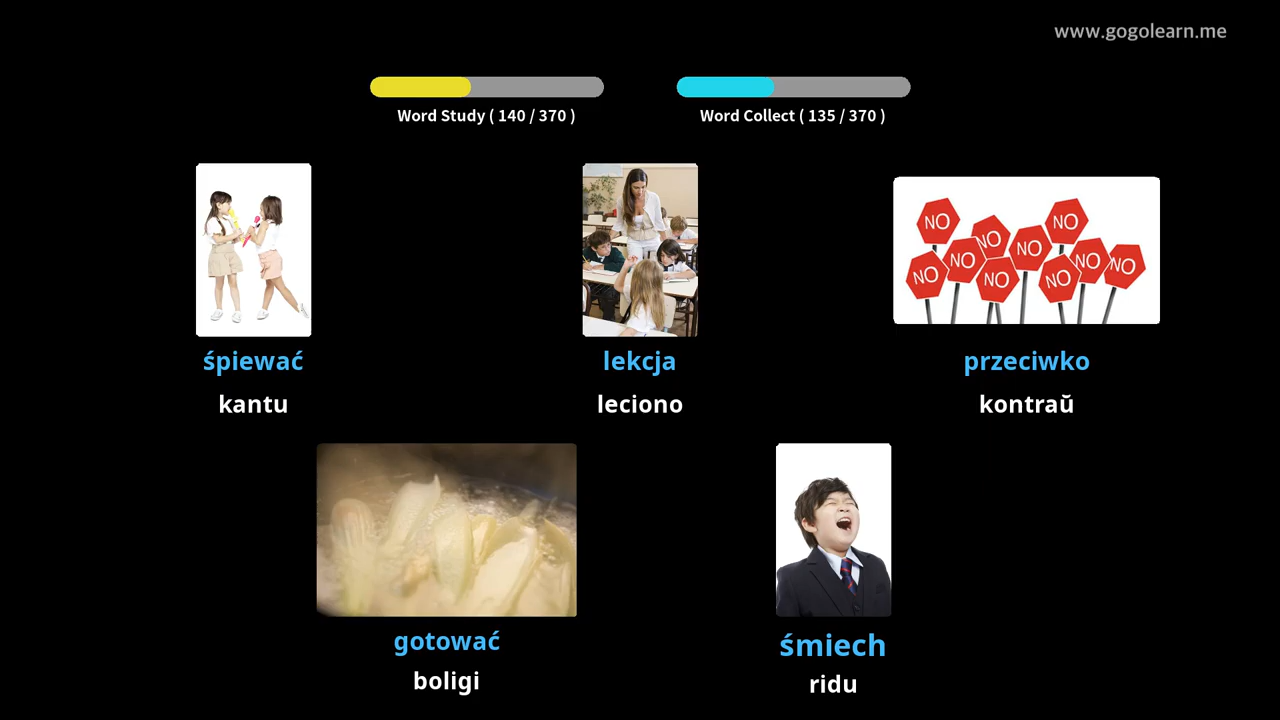 www.gogolearn.me
Word Study ( 140 / 370 )
Word Collect ( 135 / 370 )
NO
NO
NO
NO
NO
NO
NO
NO
NO
NO
śpiewać
lekcja
przeciwko
kantu
leciono
kontraŭ
gotować
śmiech
boligi
ridu